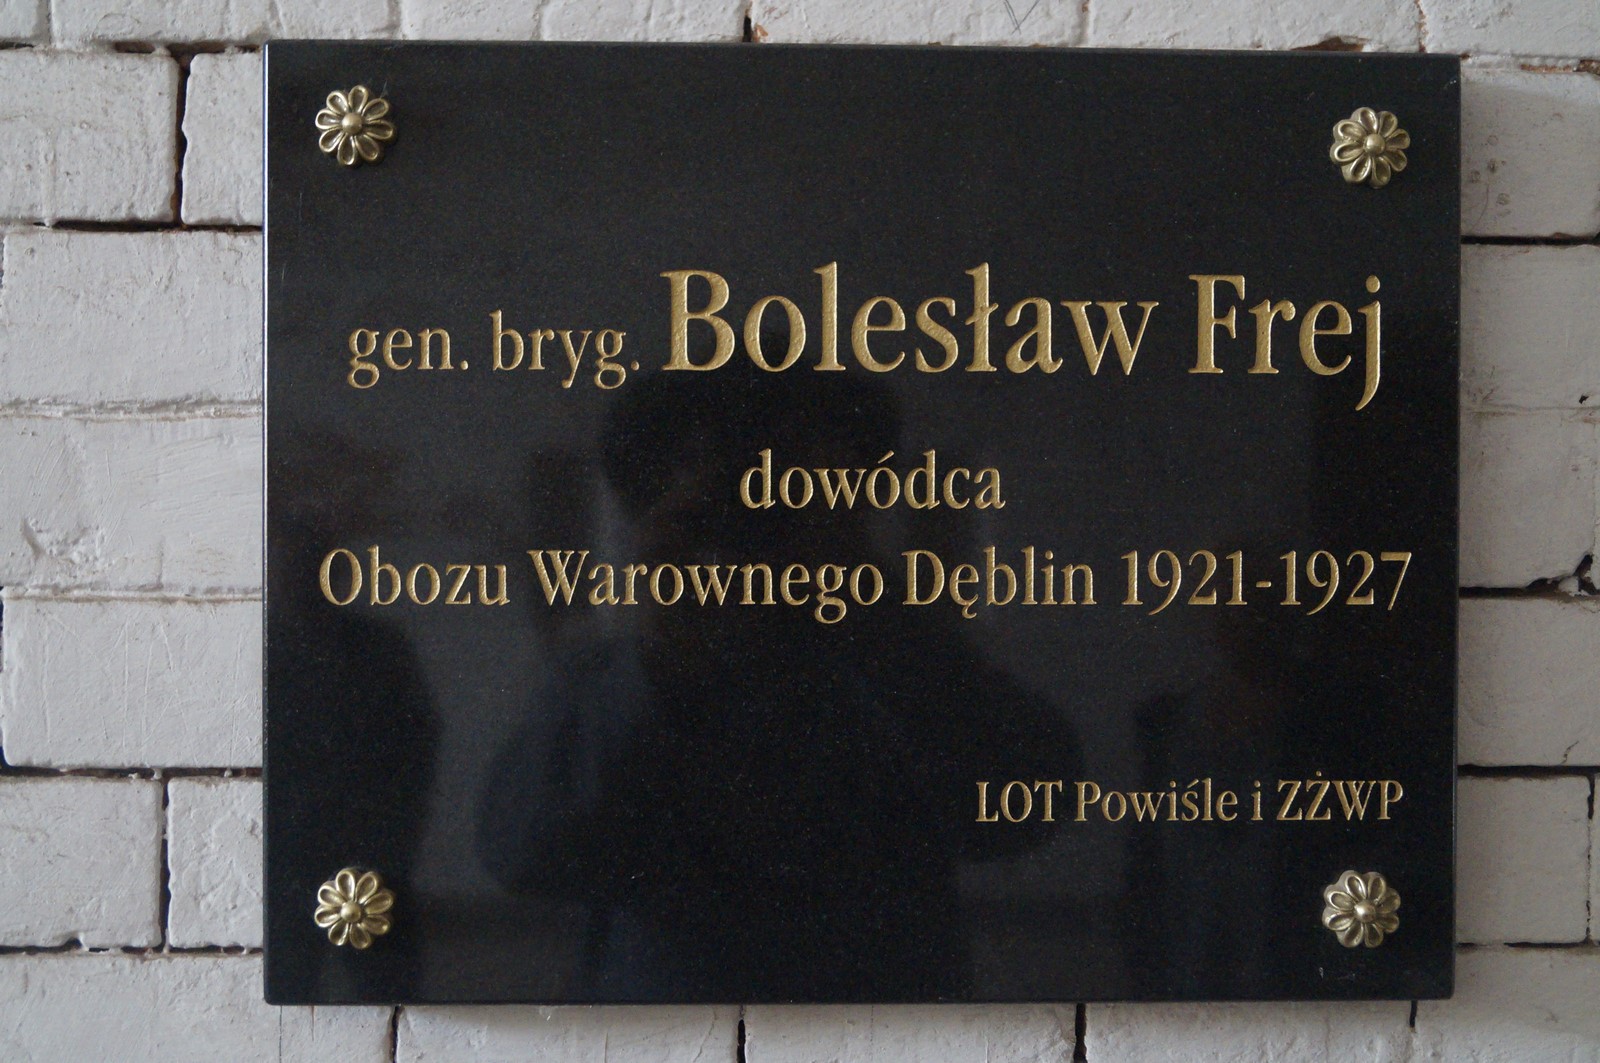 gen. bryg. Bolesław Frej
dowódca
Obozu Warownego Dęblin 1921-1927
LOT Powiśle i ZŻWP